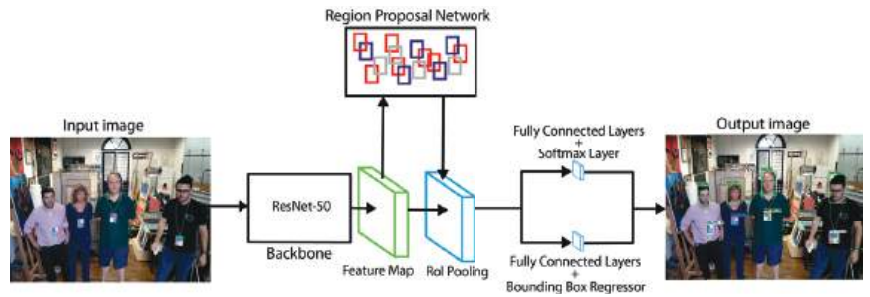 Region Proposal Network
Input image
ResNet-50
Backbone
Feature Map
RoI Pooling
Fully Connected Layers
+
Softmax Layer
Fully Connected Layers
+
Bounding Box Regressor
Output image